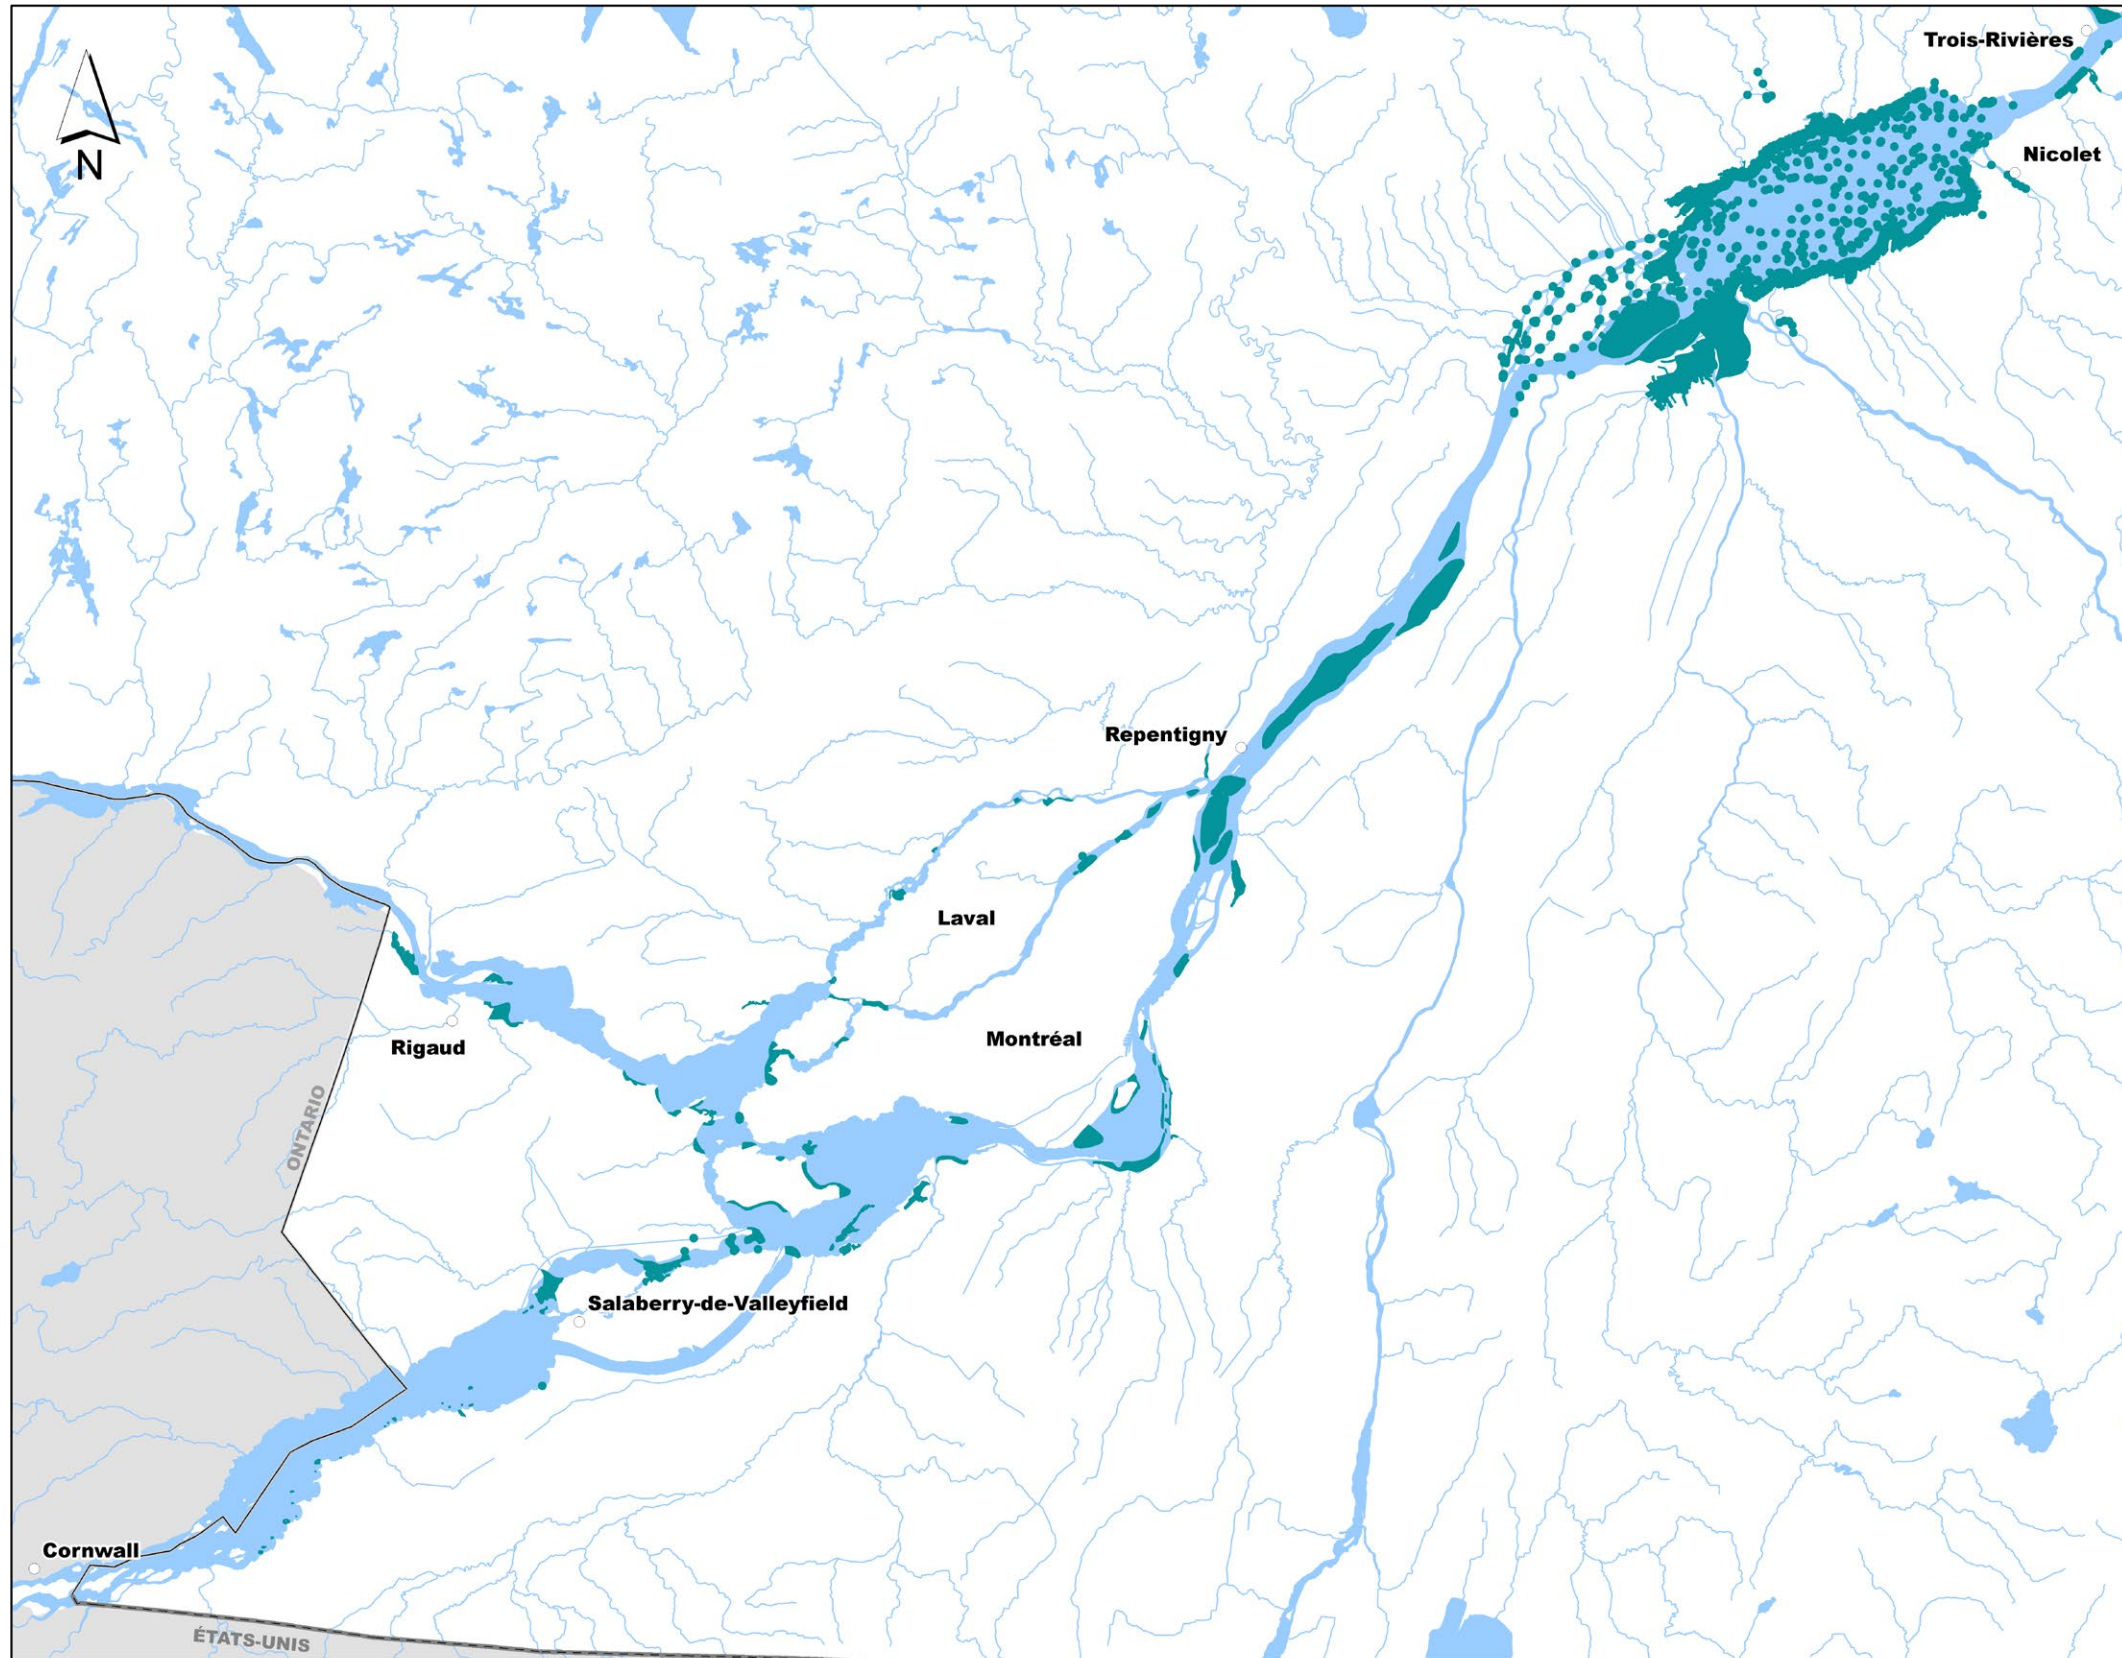 Trois-Rivières
N
Nicolet
Repentigny
Laval
Montréal
Rigaud
ONTARIO
Salaberry-de-Valleyfield
Cornwall
ÉTATS-UNIS